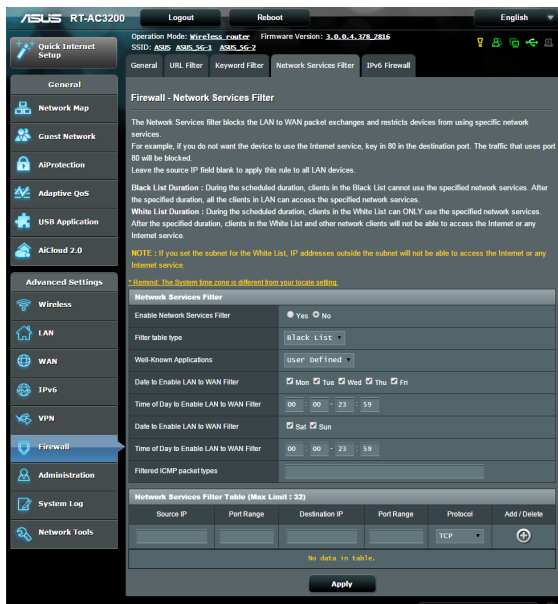 ASUS RT-AC3200 Logout Reboot English
Quick Internet Setup
General
Network Map
Guest Network
AiProtection
Adaptive QoS
USB Application
AiCloud 2.0
Advanced Settings
Wireless
LAN
WAN
IPv6
VPN
Firewall
Administration
System Log
Network Tools
Operation Mode: Wireless router Firmware Version: 3.0.0.4.378_2816
SSID: ASUS ASUS_5G-1 ASUS_5G-2
General URL Filter Keyword Filter Network Services Filter IPv6 Firewall
Firewall - Network Services Filter
The Network Services filter blocks the LAN to WAN packet exchanges and restricts devices from using specific network
services.
For example, if you do not want the device to use the Internet service, key in 80 in the destination port. The traffic that uses port
80 will be blocked.
Leave the source IP field blank to apply this rule to all LAN devices.
Black List Duration : During the scheduled duration, clients in the Black List cannot use the specified network services. After
the specified duration, all the clients in LAN can access the specified network services.
White List Duration : During the scheduled duration, clients in the White List can ONLY use the specified network services.
After the specified duration, clients in the White List and other network clients will not be able to access the Internet or any
Internet service.
NOTE : If you set the subnet for the White List, IP addresses outside the subnet will not be able to access the Internet or any
Internet service.
* Remind: The System time zone is different from your locale setting.
Network Services Filter
Enable Network Services Filter Yes No
Filter table type Black List
Well-Known Applications User Defined
Date to Enable LAN to WAN Filter Mon Tue Wed Thu Fri
Time of Day to Enable LAN to WAN Filter 00 : 00 - 23 : 59
Date to Enable LAN to WAN Filter Sat Sun
Time of Day to Enable LAN to WAN Filter 00 : 00 - 23 : 59
Filtered ICMP packet types
Network Services Filter Table (Max Limit : 32)
Source IP Port Range Destination IP Port Range Protocol Add / Delete
TCP
No data in table.
Apply